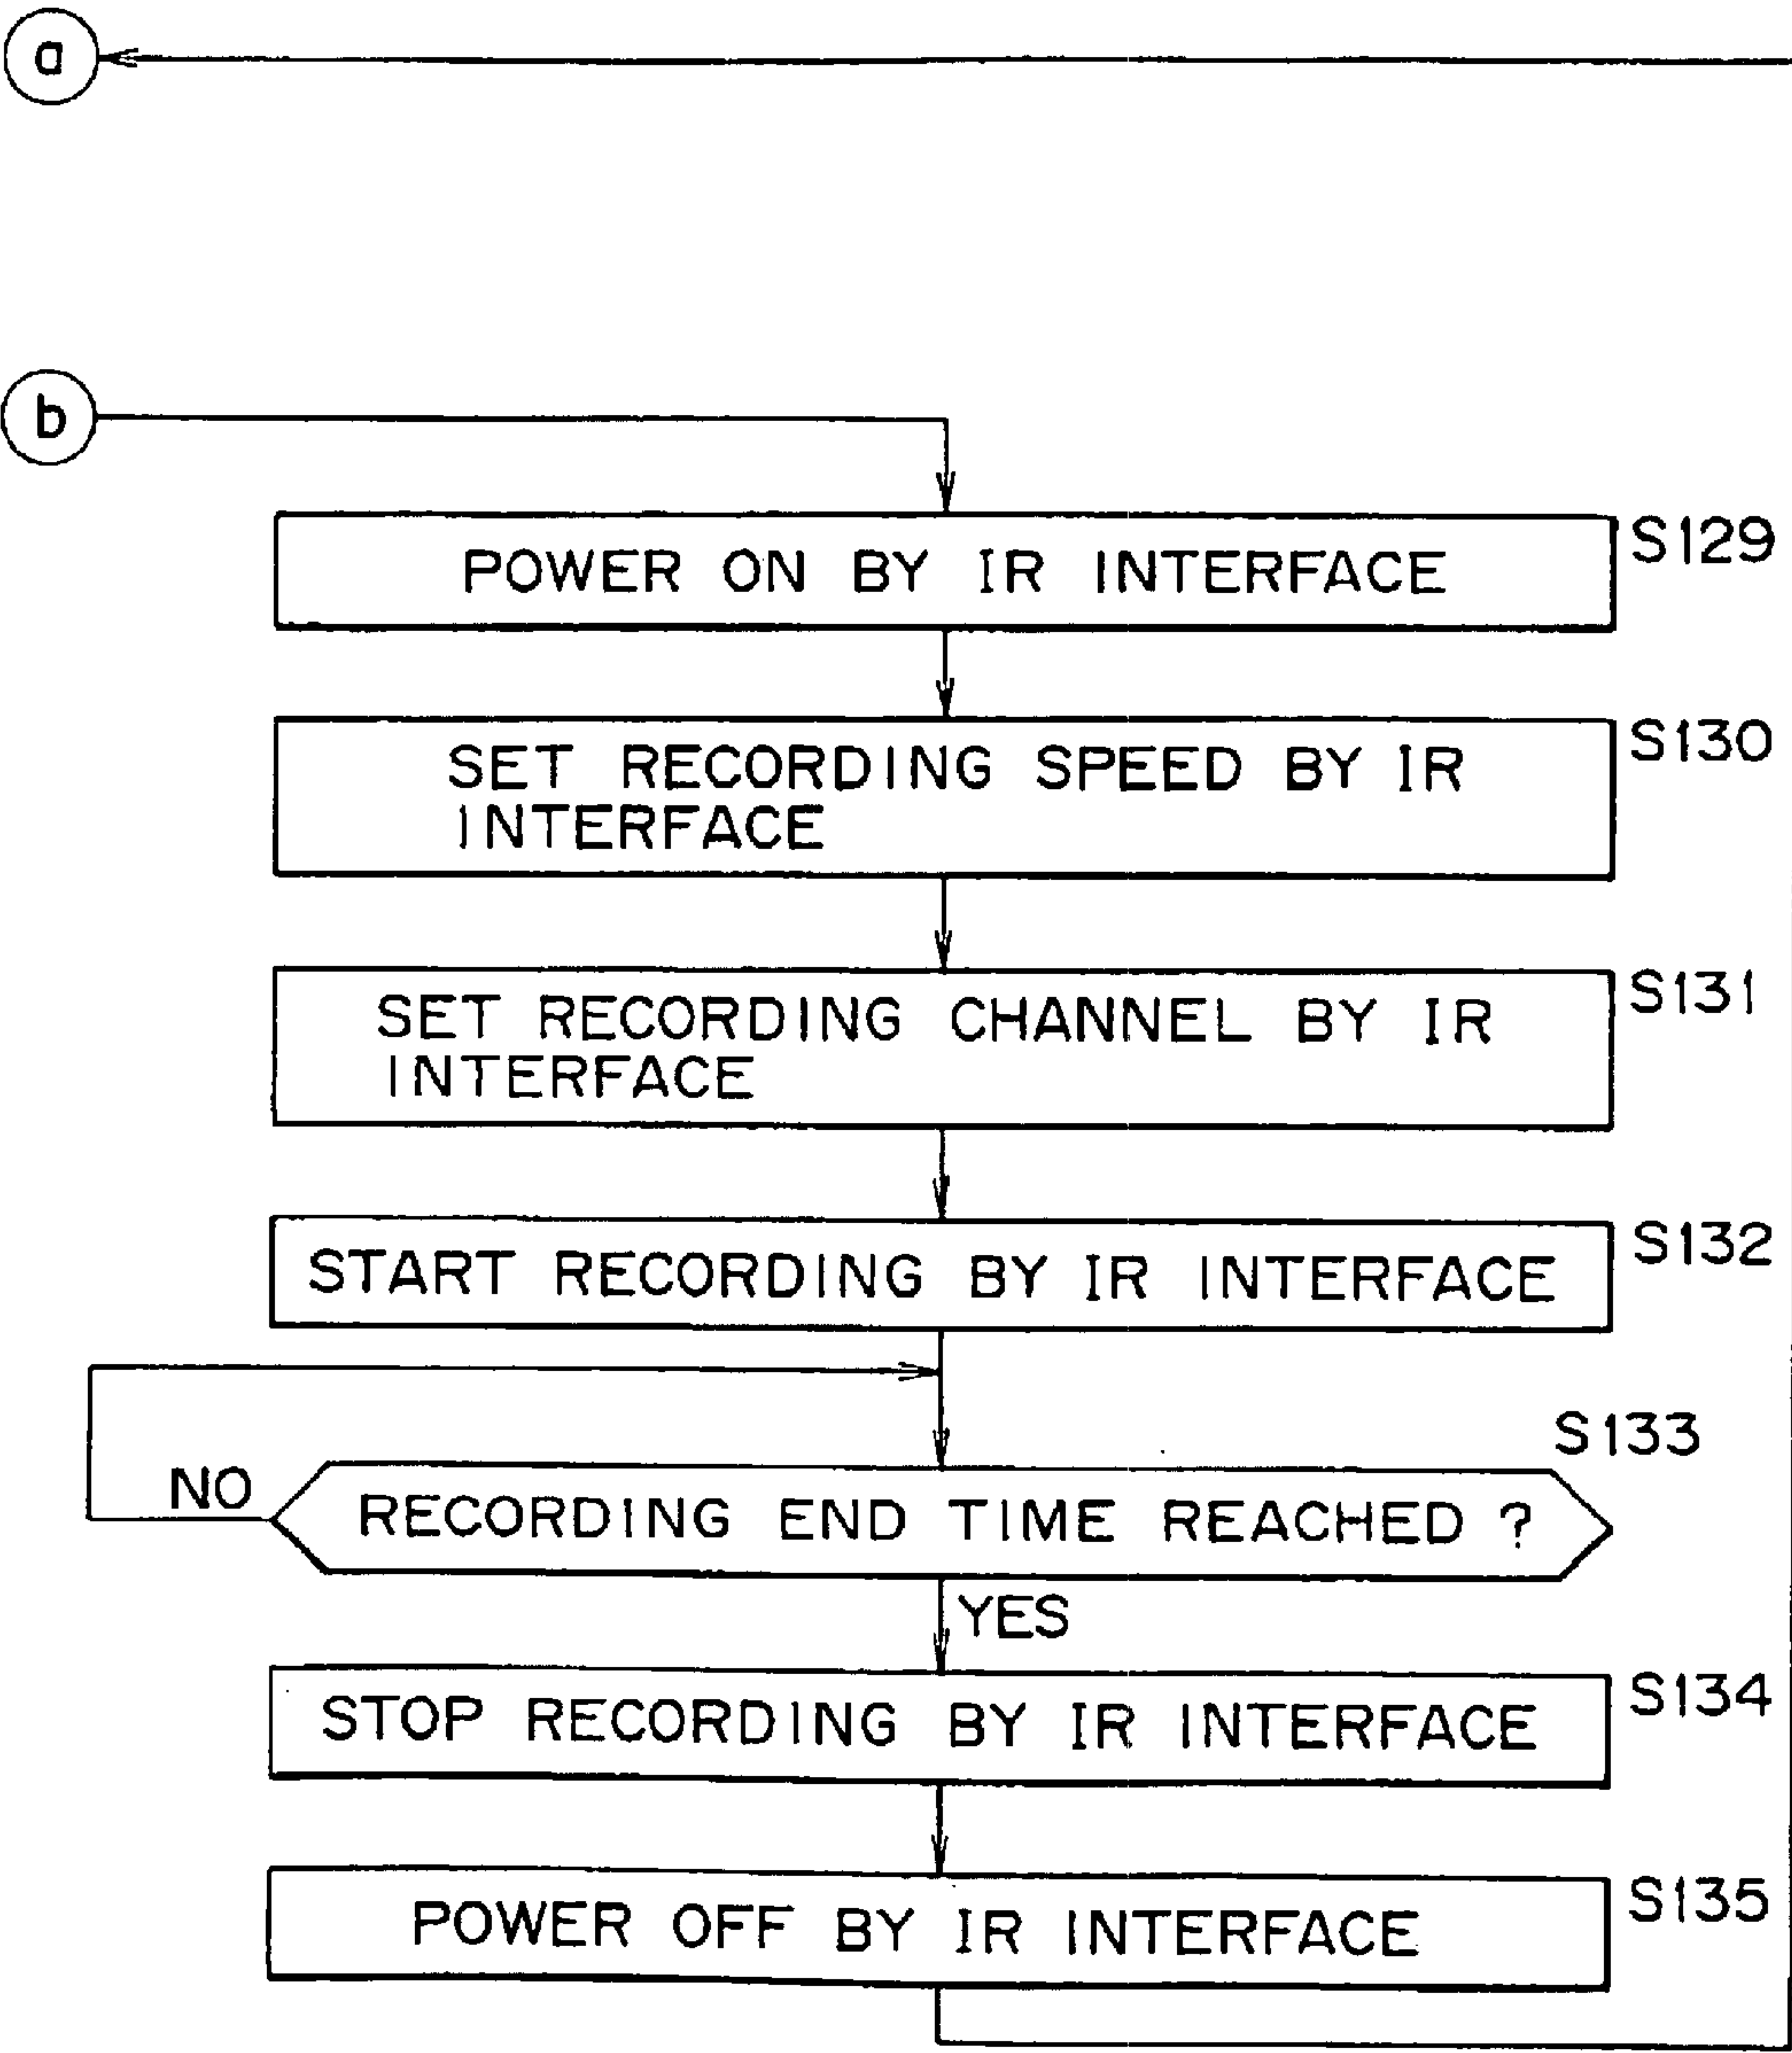 a
b
POWER ON BY IR INTERFACE
S129
SET RECORDING SPEED BY IR
INTERFACE
S130
SET RECORDING CHANNEL BY IR
INTERFACE
S131
START RECORDING BY IR INTERFACE
S132
S133
NO
RECORDING END TIME REACHED ?
YES
STOP RECORDING BY IR INTERFACE
S134
POWER OFF BY IR INTERFACE
S135